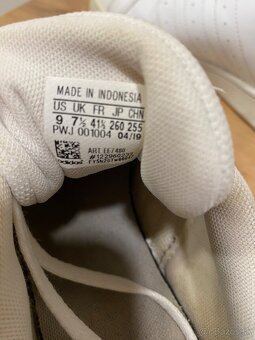 MADE IN INDONESIA
US UK FR JP CHN
9 7½ 41⅓ 260 255
PWJ 001004 04/19
ART EE7480
adidas